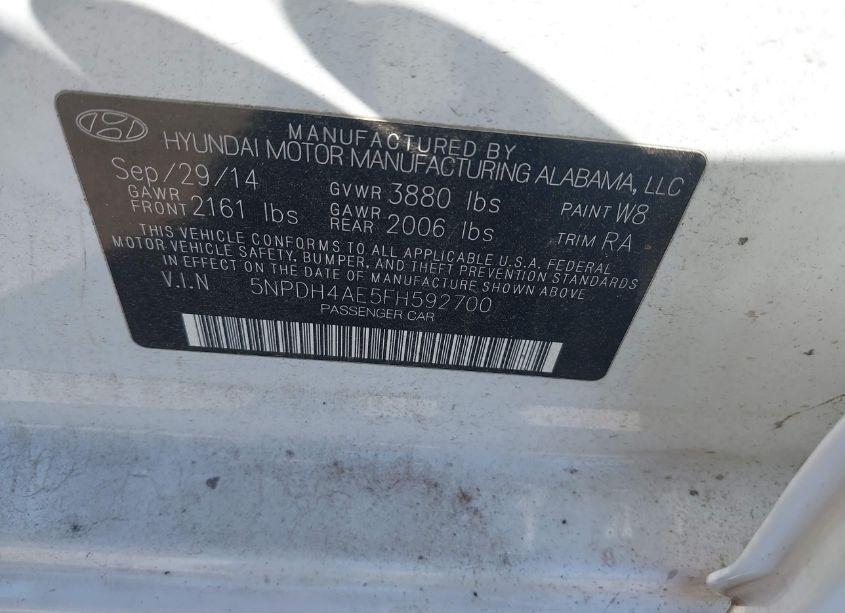 MANUFACTURED BY
HYUNDAI MOTOR MANUFACTURING ALABAMA, LLC
Sep/29/14 GVWR 3880 lbs PAINT W8
GAWR FRONT 2161 lbs GAWR REAR 2006 lbs TRIM RA
THIS VEHICLE CONFORMS TO ALL APPLICABLE U.S.A. FEDERAL
MOTOR VEHICLE SAFETY, BUMPER, AND THEFT PREVENTION STANDARDS
IN EFFECT ON THE DATE OF MANUFACTURE SHOWN ABOVE
V.I.N 5NPDH4AE5FH592700
PASSENGER CAR